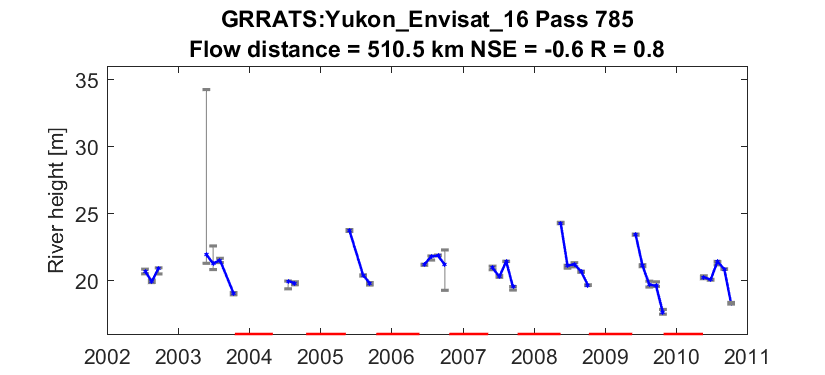 GRRATS:Yukon_Envisat_16 Pass 785
Flow distance = 510.5 km NSE = -0.6 R = 0.8
River height [m]
35
30
25
20
2002 2003 2004 2005 2006 2007 2008 2009 2010 2011